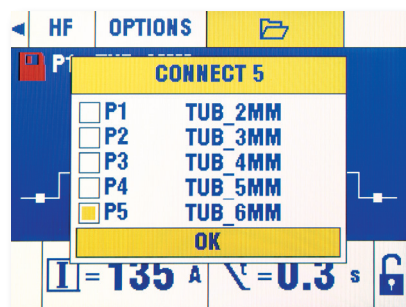 HF OPTIONS
P1
CONNECT 5
P1 TUB_2MM
P2 TUB_3MM
P3 TUB_4MM
P4 TUB_5MM
P5 TUB_6MM
OK
I = 135 A t = 0.3 s